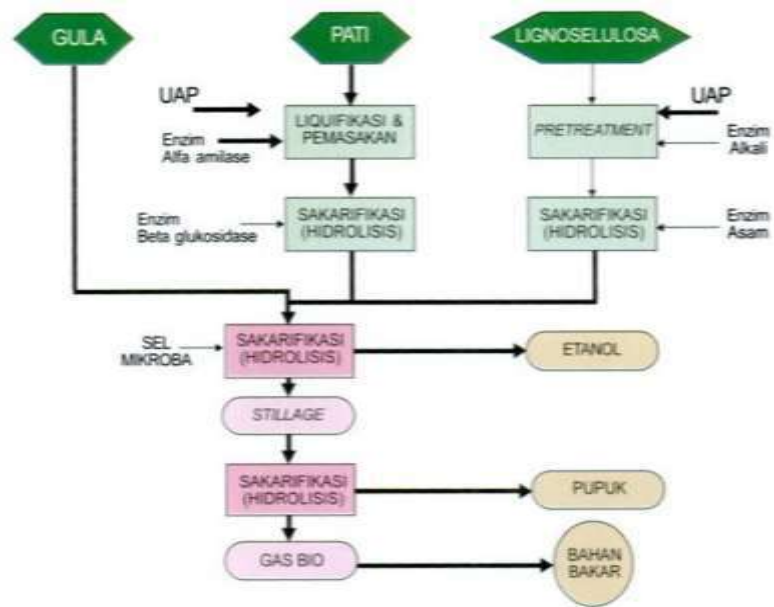 GULA
PATI
LIGNOSELULOSA
UAP
Enzim
Alfa amilase
LIQUIFIKASI &
PEMASAKAN
PRETREATMENT
UAP
Enzim
Alkali
Enzim
Beta glukosidase
SAKARIFIKASI
(HIDROLISIS)
SAKARIFIKASI
(HIDROLISIS)
Enzim
Asam
SEL
MIKROBA
SAKARIFIKASI
(HIDROLISIS)
ETANOL
STILLAGE
SAKARIFIKASI
(HIDROLISIS)
PUPUK
GAS BIO
BAHAN
BAKAR